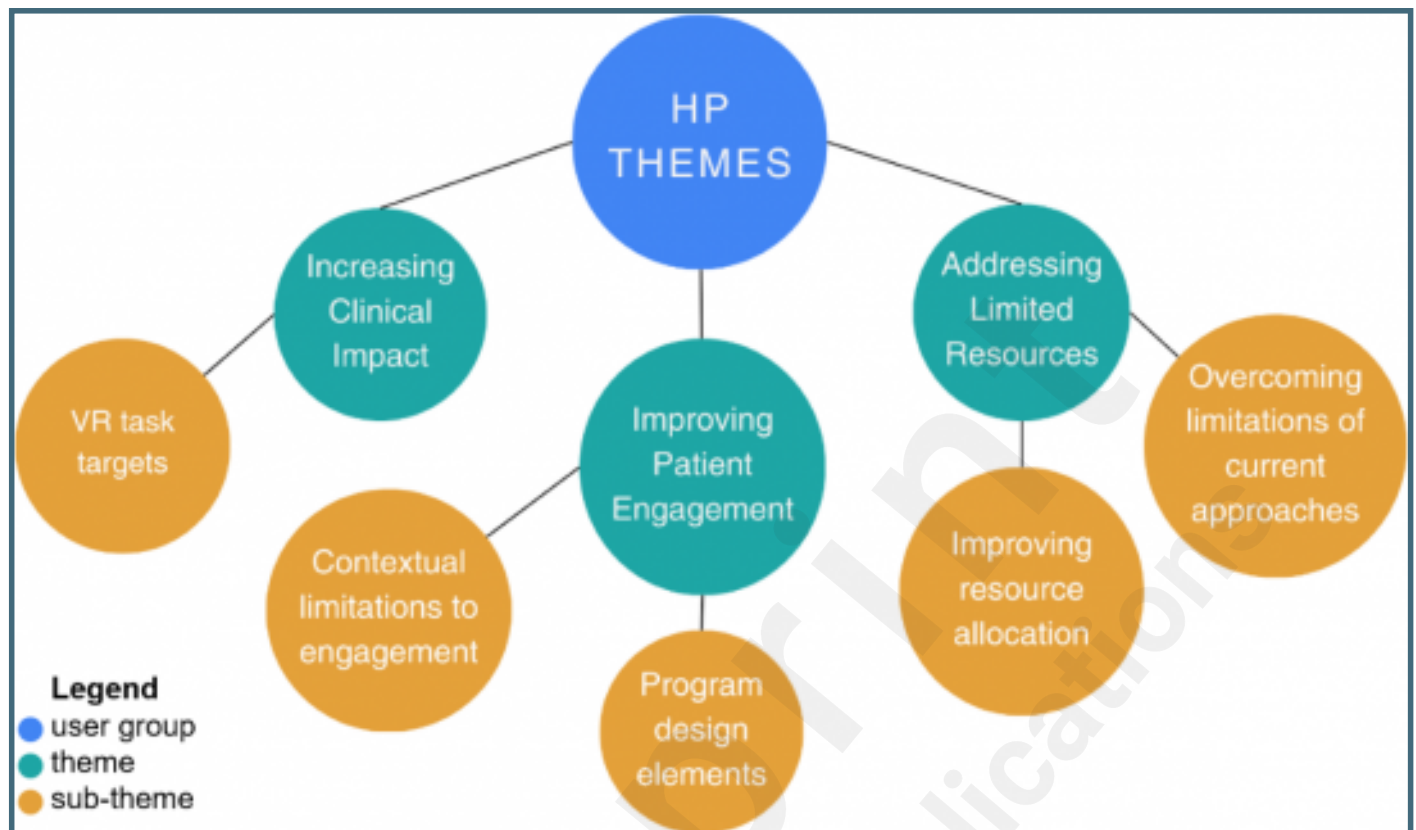 HP
THEMES
Increasing
Clinical
Impact
Addressing
Limited
Resources
VR task
targets
Improving
Patient
Engagement
Overcoming
limitations of
current
approaches
Contextual
limitations to
engagement
Improving
resource
allocation
Program
design
elements
Legend
user group
theme
sub-theme